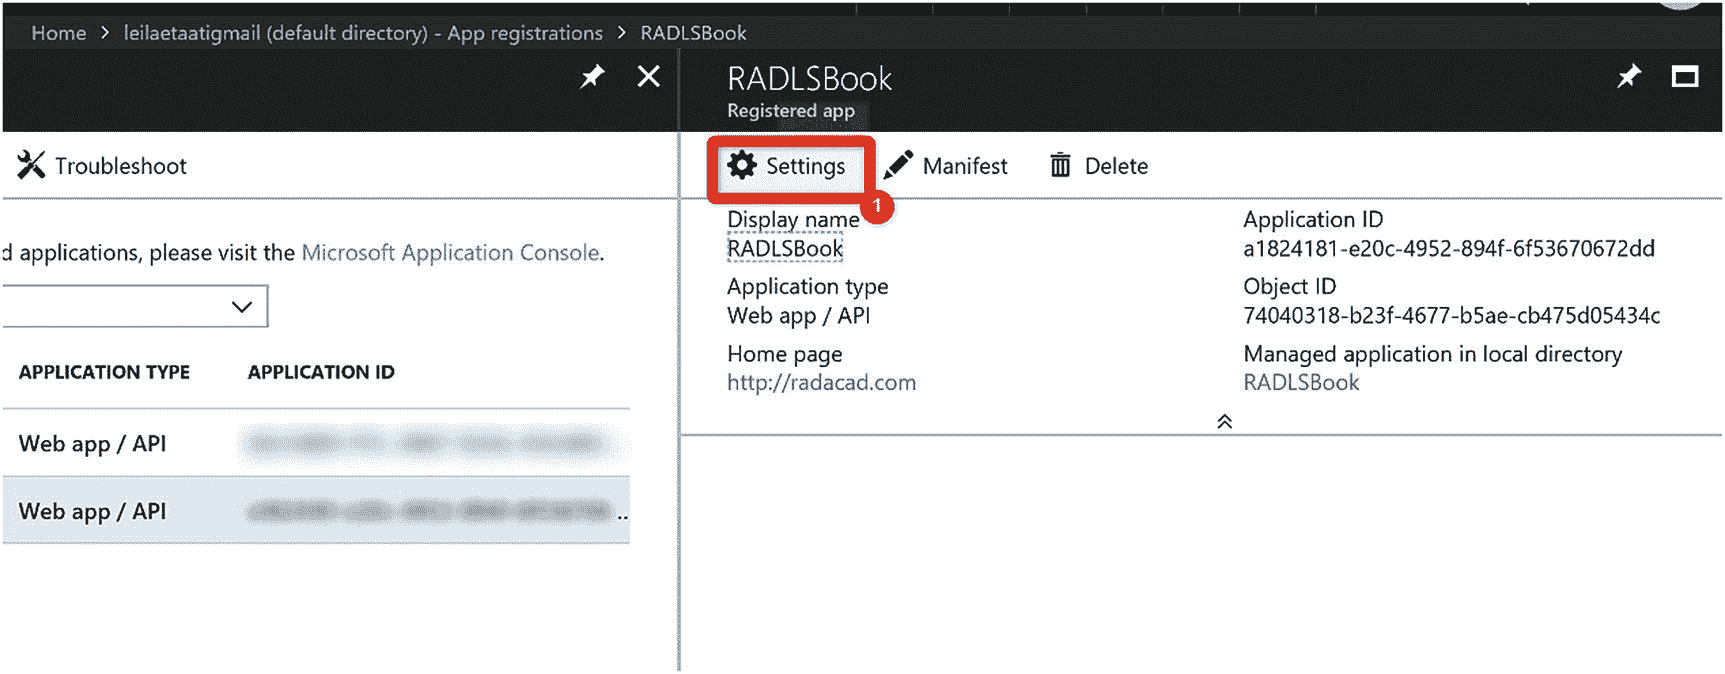 Home > leilaetaatigmail (default directory) - App registrations > RADLSBook
RADLSBook
Registered app
Troubleshoot
Settings
Manifest
Delete
1
d applications, please visit the Microsoft Application Console.
APPLICATION TYPE APPLICATION ID
Web app / API
Web app / API ..
Display name
RADLSBook
Application type
Web app / API
Home page
http://radacad.com
Application ID
a1824181-e20c-4952-894f-6f53670672dd
Object ID
74040318-b23f-4677-b5ae-cb475d05434c
Managed application in local directory
RADLSBook